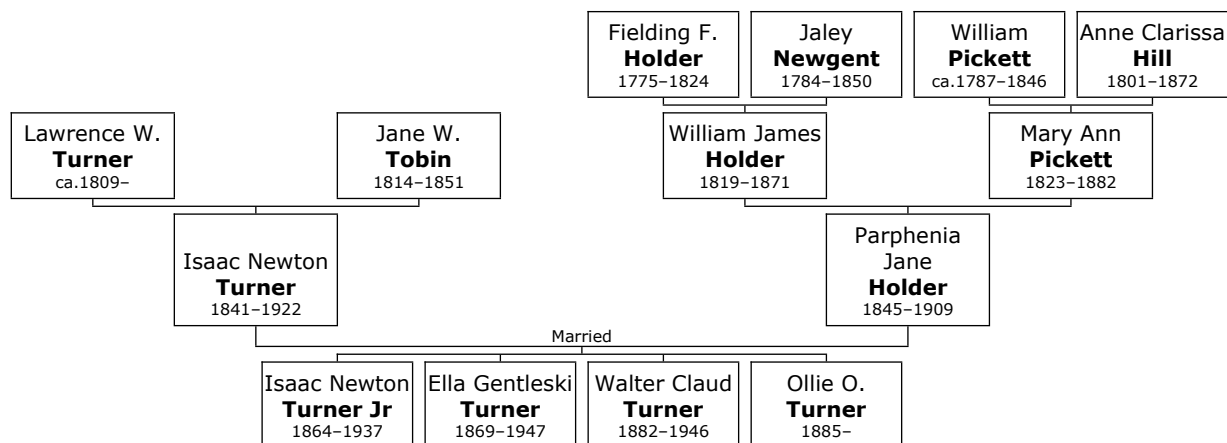 Fielding F.
Holder
1775–1824
Jaley
Newgent
1784–1850
William
Pickett
ca.1787–1846
Anne Clarissa
Hill
1801–1872
Lawrence W.
Turner
ca.1809–
Jane W.
Tobin
1814–1851
William James
Holder
1819–1871
Mary Ann
Pickett
1823–1882
Isaac Newton
Turner
1841–1922
Parphenia
Jane
Holder
1845–1909
Married
Isaac Newton
Turner Jr
1864–1937
Ella Gentleski
Turner
1869–1947
Walter Claud
Turner
1882–1946
Ollie O.
Turner
1885–